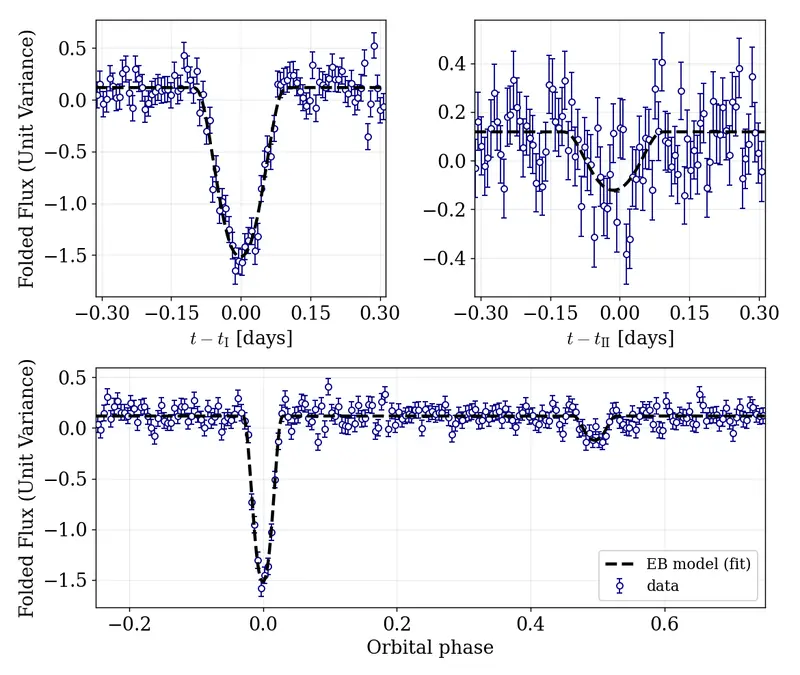 Folded Flux (Unit Variance)
0.5
0.0
−0.5
−1.0
−1.5
−0.30 −0.15 0.00 0.15 0.30
t − tI [days]
0.4
0.2
0.0
−0.2
−0.4
−0.30 −0.15 0.00 0.15 0.30
t − tII [days]
Folded Flux (Unit Variance)
0.5
0.0
−0.5
−1.0
−1.5
−0.2 0.0 0.2 0.4 0.6
Orbital phase
EB model (fit)
data